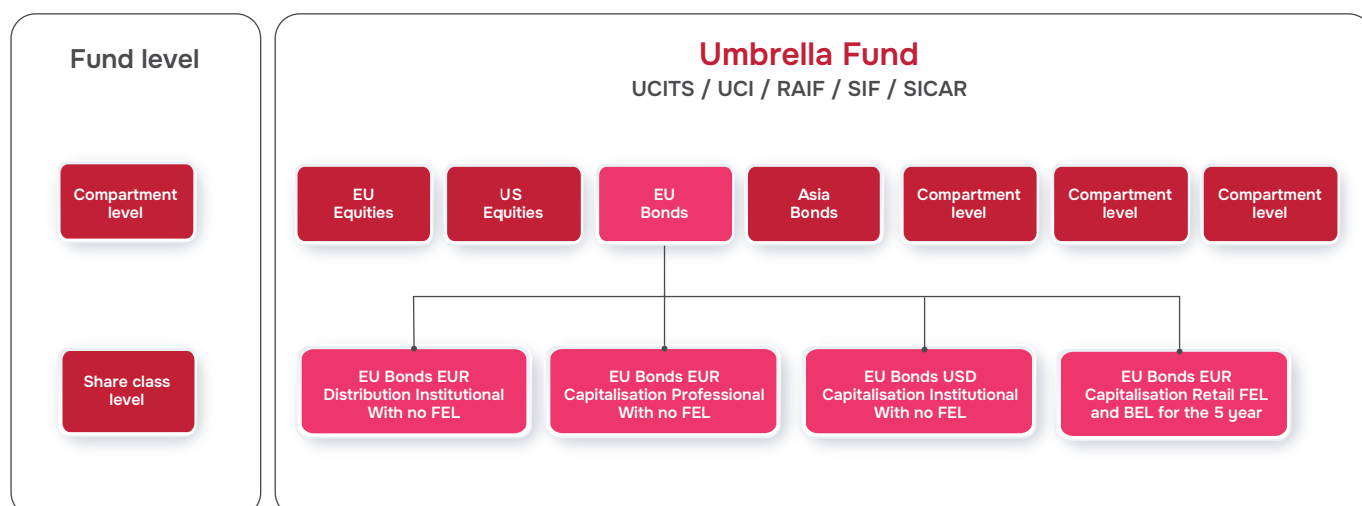 Fund level
Compartment
level
Share class
level
Umbrella Fund
UCITS / UCI / RAIF / SIF / SICAR
EU
Equities
US
Equities
EU
Bonds
Asia
Bonds
Compartment
level
Compartment
level
Compartment
level
EU Bonds EUR
Distribution Institutional
With no FEL
EU Bonds EUR
Capitalisation Professional
With no FEL
EU Bonds USD
Capitalisation Institutional
With no FEL
EU Bonds EUR
Capitalisation Retail FEL
and BEL for the 5 year